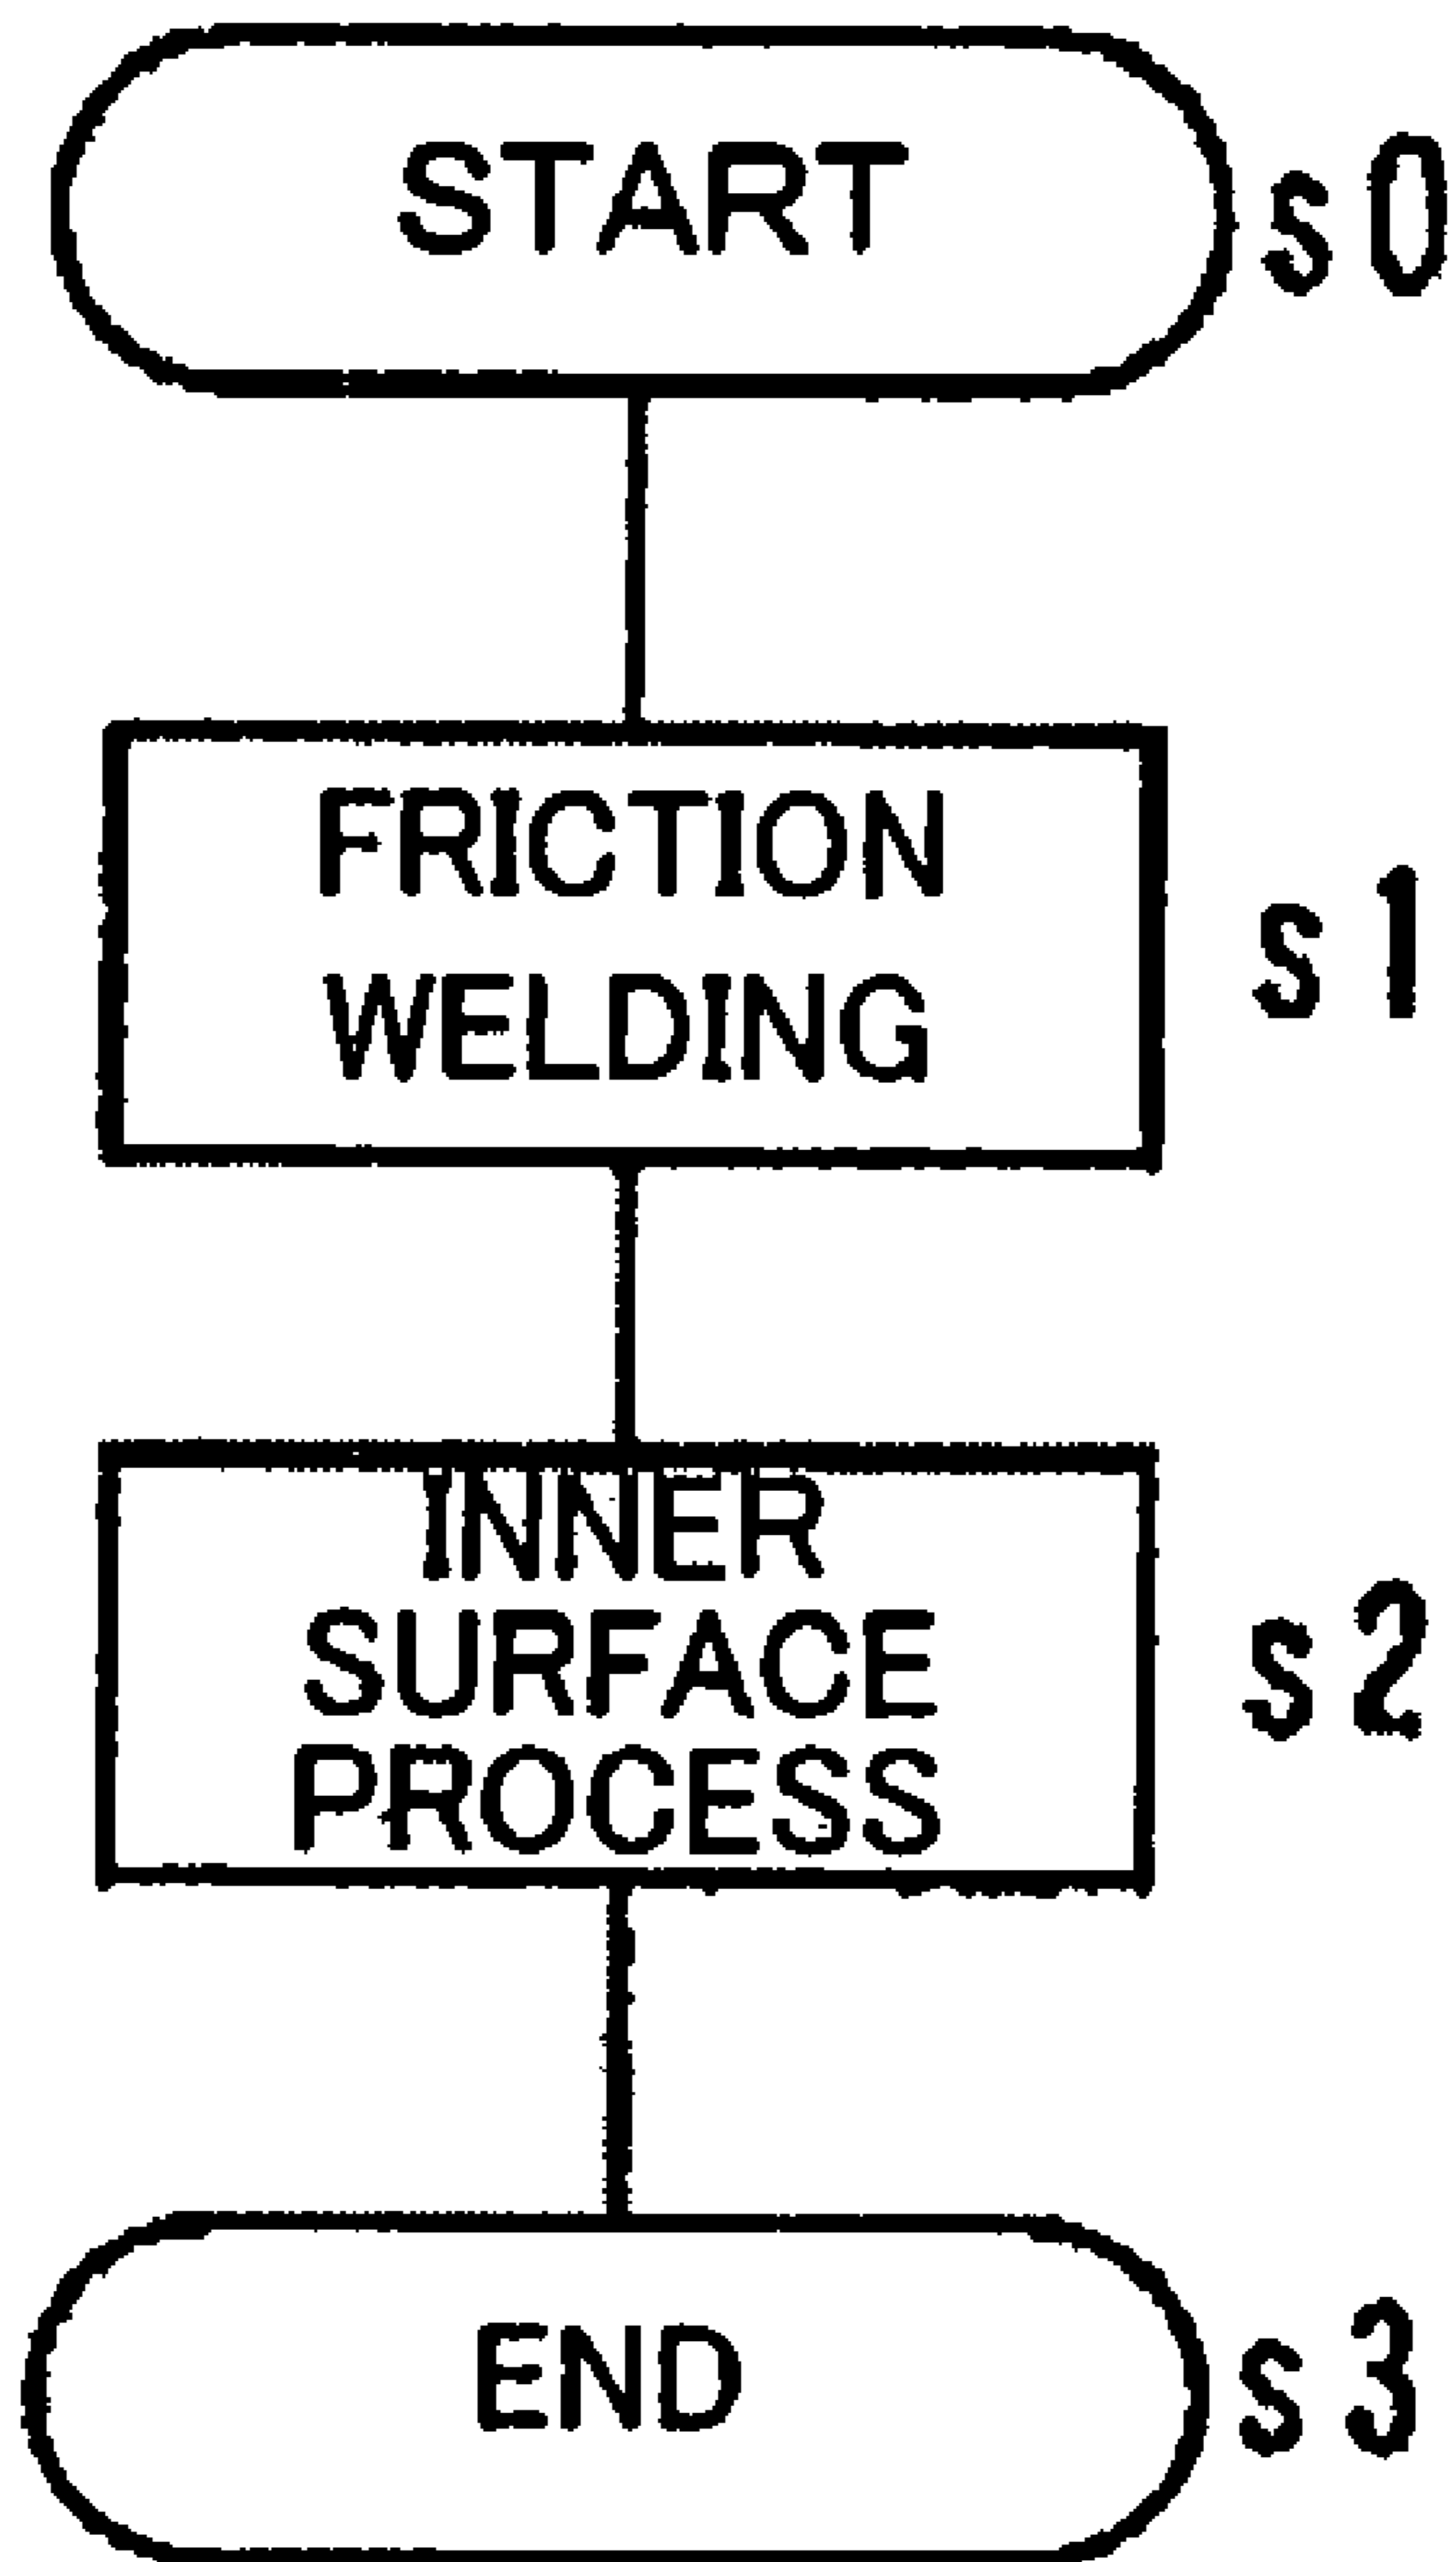 START
s0
FRICTION
WELDING
s1
INNER
SURFACE
PROCESS
s2
END
s3